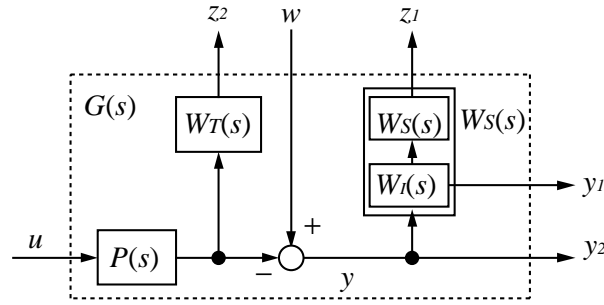 z2 w z1
G(s)
WT(s) WS(s) WS(s)
WI(s) y1
+
u P(s) − y y2